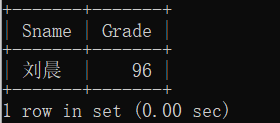 +-------+-------+
| Sname | Grade |
+-------+-------+
| 刘晨  |    96 |
+-------+-------+
1 row in set (0.00 sec)